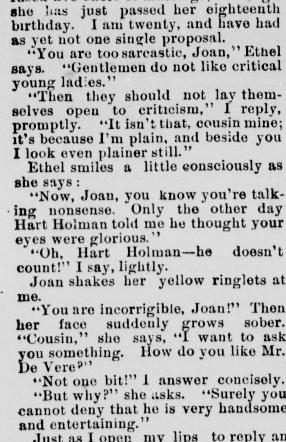 she has just passed her eighteenth
birthday. I am twenty, and have had
as yet not one single proposal.
"You are too sarcastic, Joan," Ethel
says. "Gentlemen do not like critical
young ladies."
"Then they should not lay them-
selves open to criticism," I reply,
promptly. "It isn't that, cousin mine;
it's because I'm plain, and beside you
I look even plainer still."
Ethel smiles a little consciously as
she says:
"Now, Joan, you know you're talk-
ing nonsense. Only the other day
Hart Holman told me he thought your
eyes were glorious."
"Oh, Hart Holman—he doesn't
count!" I say, lightly.
Joan shakes her yellow ringlets at
me.
"You are incorrigible, Joan!" Then
her face suddenly grows sober.
"Cousin," she says, "I want to ask
you something. How do you like Mr.
De Vere?"
"Not one bit!" I answer concisely.
"But why?" she asks. "Surely you
cannot deny that he is very handsome
and entertaining."
Just as I open my lips to reply an